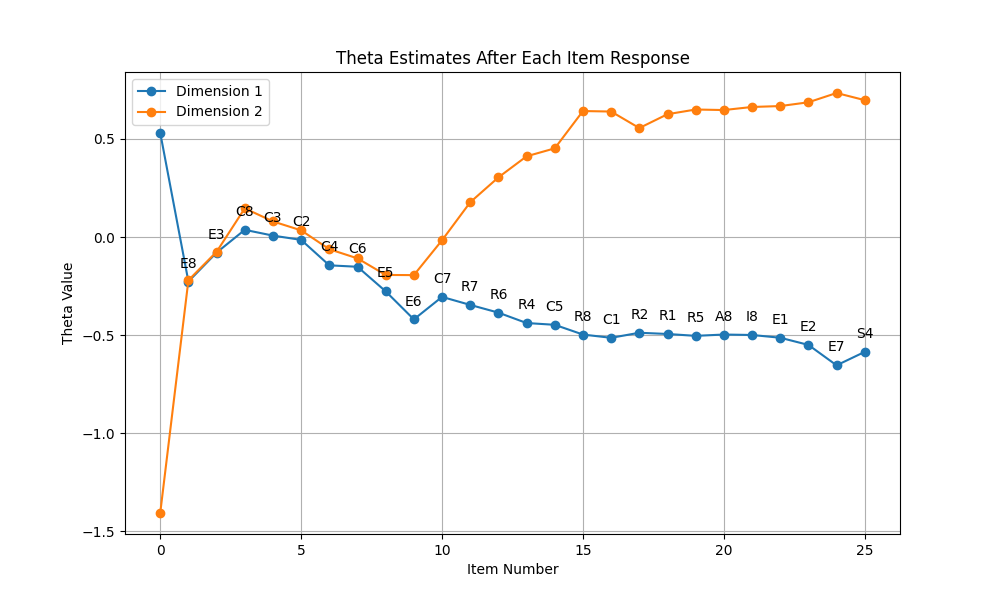 Theta Estimates After Each Item Response
Dimension 1
Dimension 2
Theta Value
0.5
0.0
−0.5
−1.0
−1.5
E8
E3
C8
C3
C2
C4
C6
E5
E6
C7
R7
R6
R4
C5
R8
C1
R2
R1
R5
A8
I8
E1
E2
E7
S4
0
5
10
15
20
25
Item Number